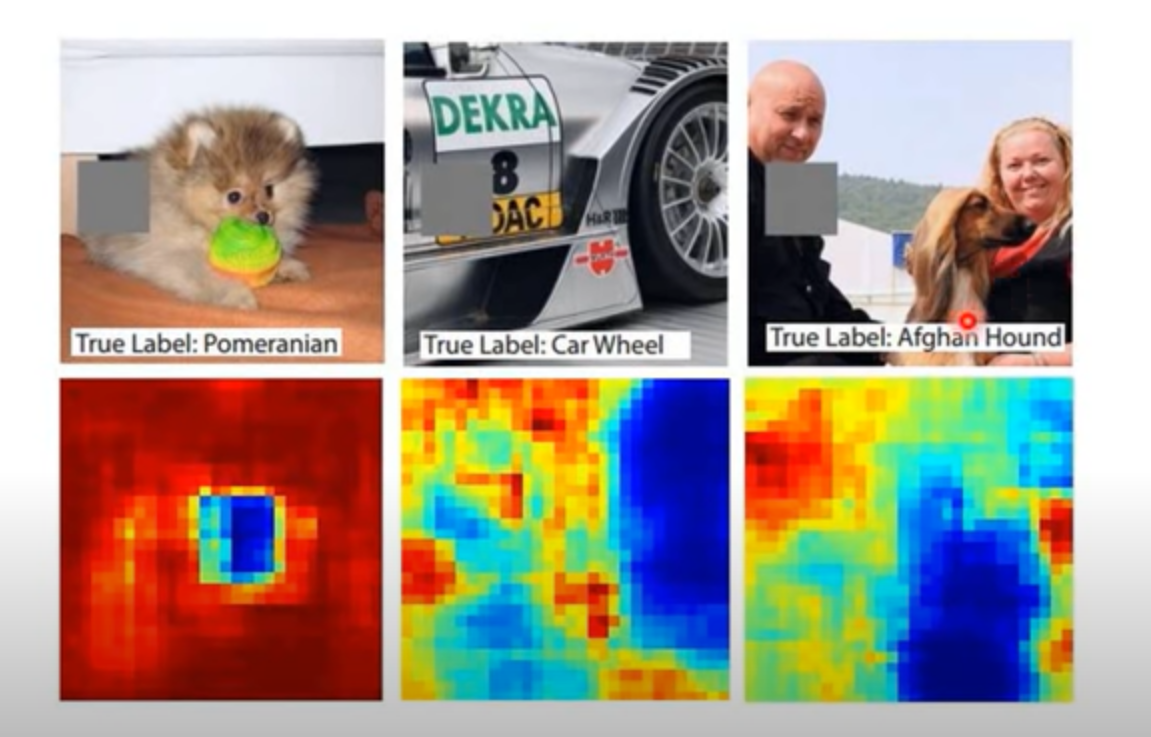 DEKRA
8
DAC
True Label: Pomeranian
True Label: Car Wheel
True Label: Afghan Hound